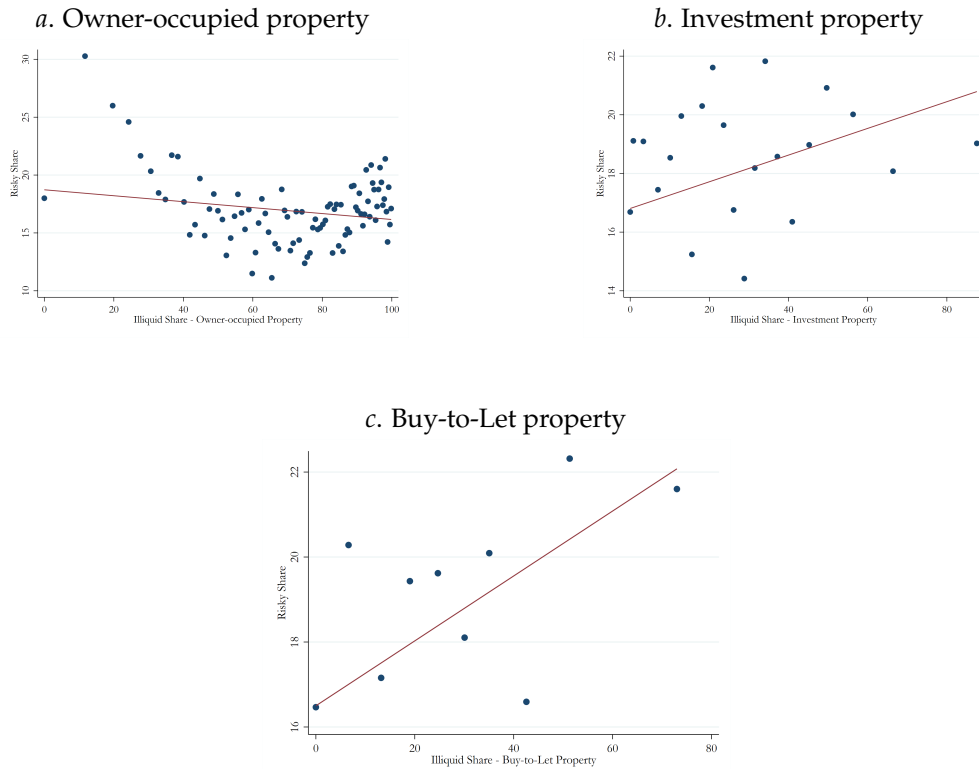 a. Owner-occupied property
b. Investment property
30
25
20
15
10
Risky Share
0 20 40 60 80 100
Illiquid Share - Owner-occupied Property
22
20
18
16
14
Risky Share
0 20 40 60 80
Illiquid Share - Investment Property
c. Buy-to-Let property
22
20
18
16
Risky Share
0 20 40 60 80
Illiquid Share - Buy-to-Let Property